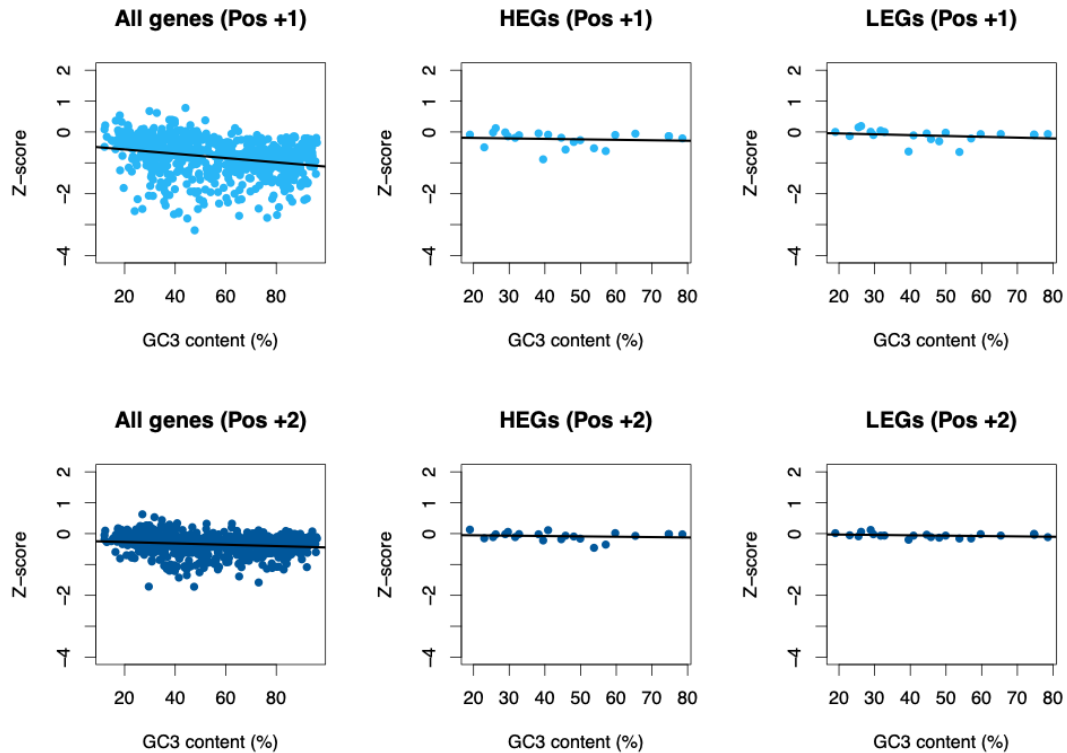 All genes (Pos +1)
HEGs (Pos +1)
LEGs (Pos +1)
Z−score
2
1
0
−2
−4
20 40 60 80
GC3 content (%)
Z−score
2
1
0
−2
−4
20 30 40 50 60 70 80
GC3 content (%)
Z−score
2
1
0
−2
−4
20 30 40 50 60 70 80
GC3 content (%)
All genes (Pos +2)
HEGs (Pos +2)
LEGs (Pos +2)
Z−score
2
1
0
−2
−4
20 40 60 80
GC3 content (%)
Z−score
2
1
0
−2
−4
20 30 40 50 60 70 80
GC3 content (%)
Z−score
2
1
0
−2
−4
20 30 40 50 60 70 80
GC3 content (%)